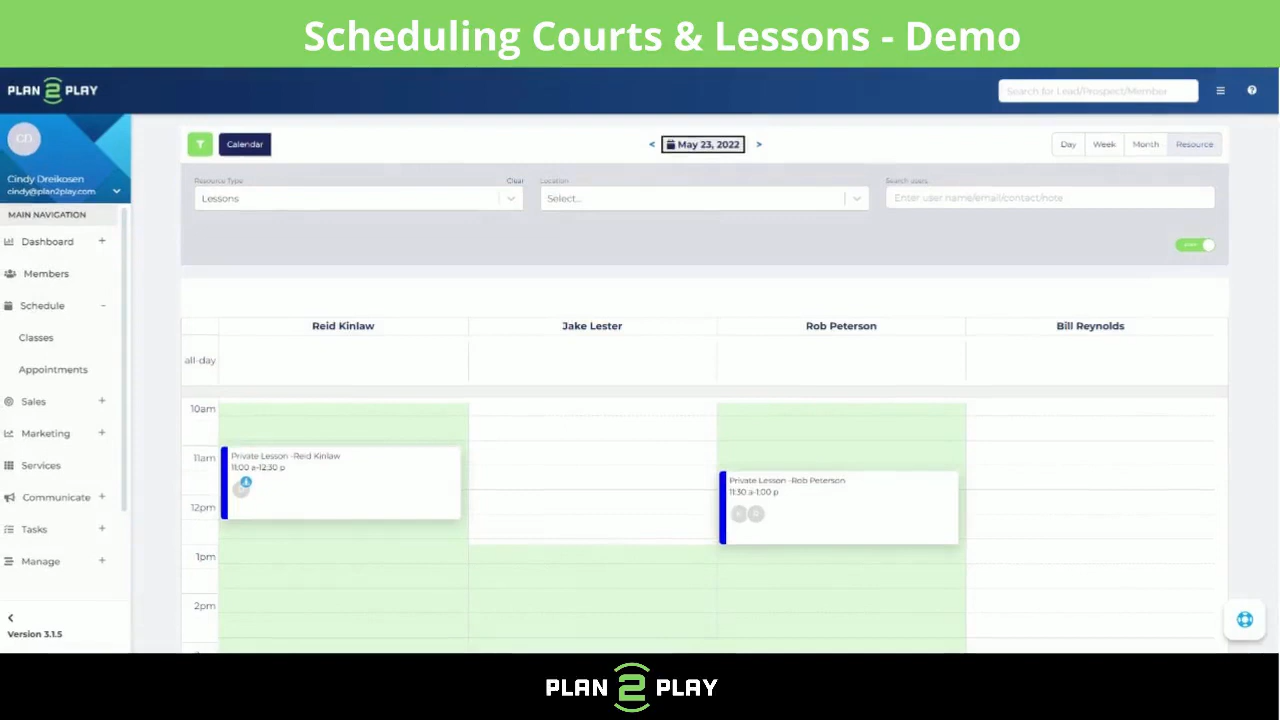 Scheduling Courts & Lessons - Demo
PLAN 2 PLAY
Search for Lead/Prospect/Member
CD
Cindy Dreikosen
cindy@plan2play.com
MAIN NAVIGATION
Dashboard +
Members
Schedule -
Classes
Appointments
Sales +
Marketing +
Services
Communicate +
Tasks +
Manage +
Version 3.1.5
Calendar
< May 23, 2022 >
Day Week Month Resource
Resource Type Clear
Lessons
Location
Select...
Search users
Enter user name/email/contact/note
Reid Kinlaw Jake Lester Rob Peterson Bill Reynolds
all-day
10am
11am
12pm
1pm
2pm
Private Lesson -Reid Kinlaw
11:00 a-12:30 p
Private Lesson -Rob Peterson
11:30 a-1:00 p
PLAN 2 PLAY